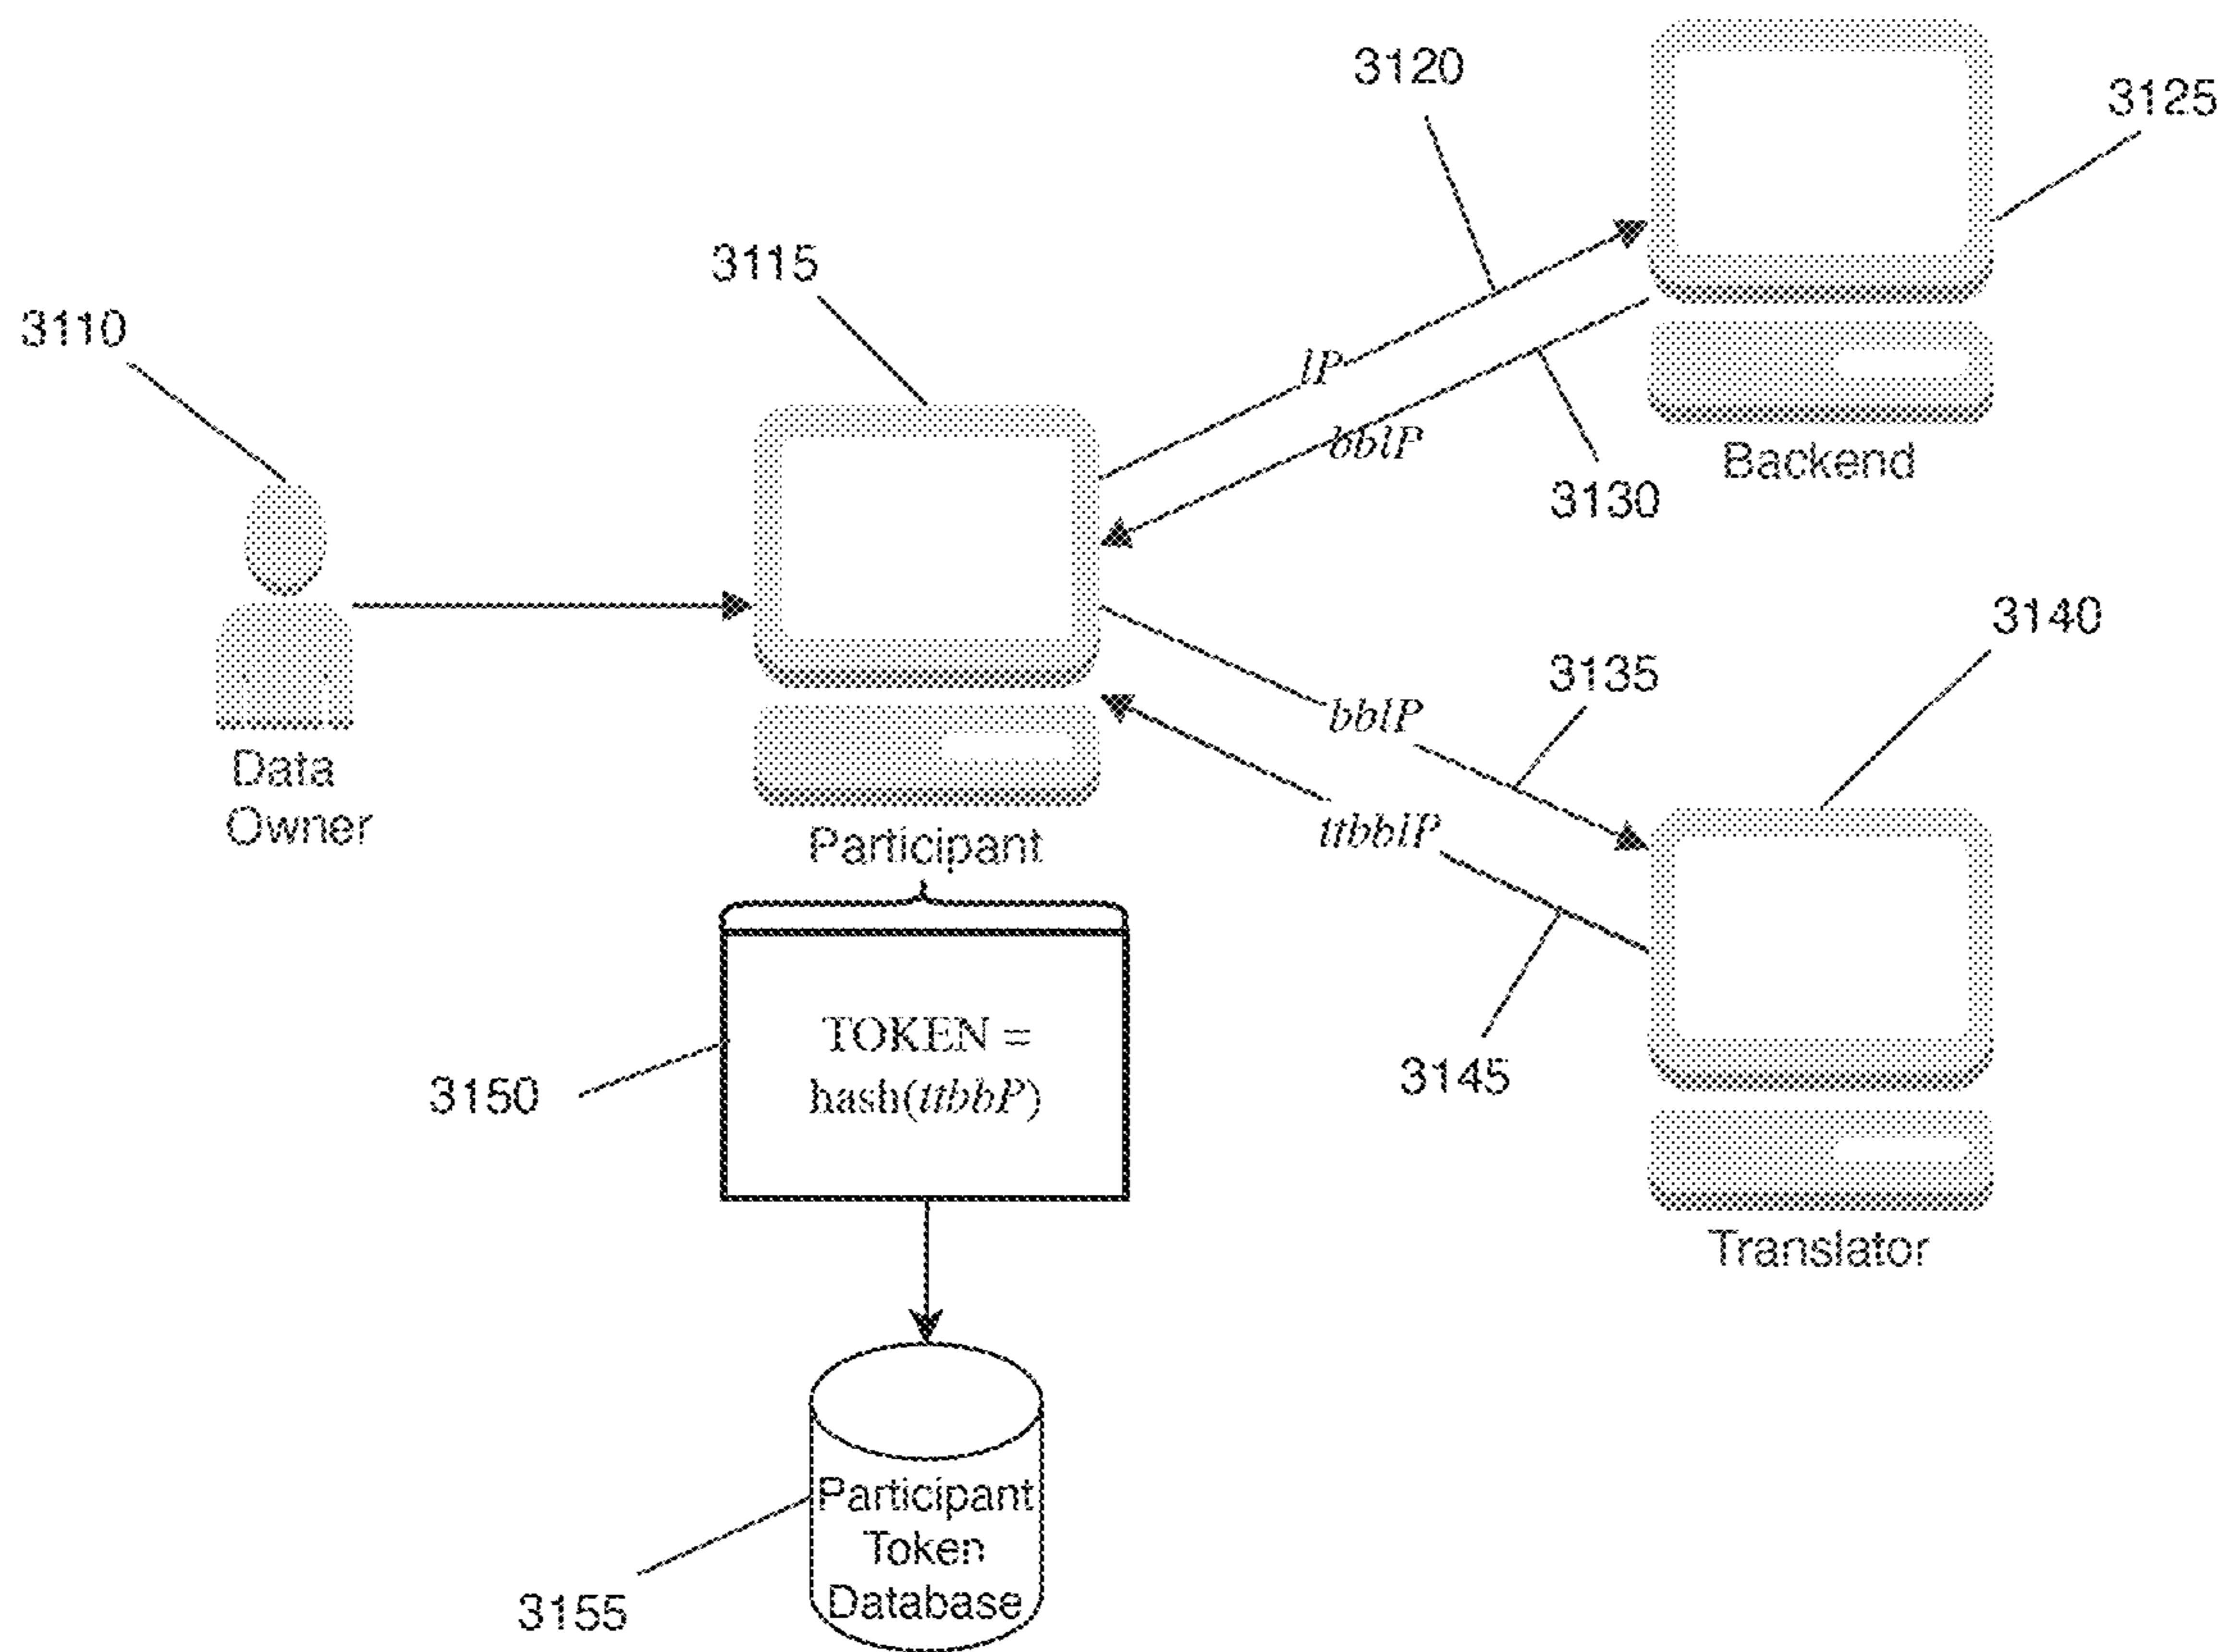 3120
3125
3115
3110
lP
bblP
Backend
3130
3140
3135
bblP
Data
Owner
ttbblP
Participant
TOKEN =
hash(ttbbP)
3150
3145
Translator
Participant
Token
Database
3155